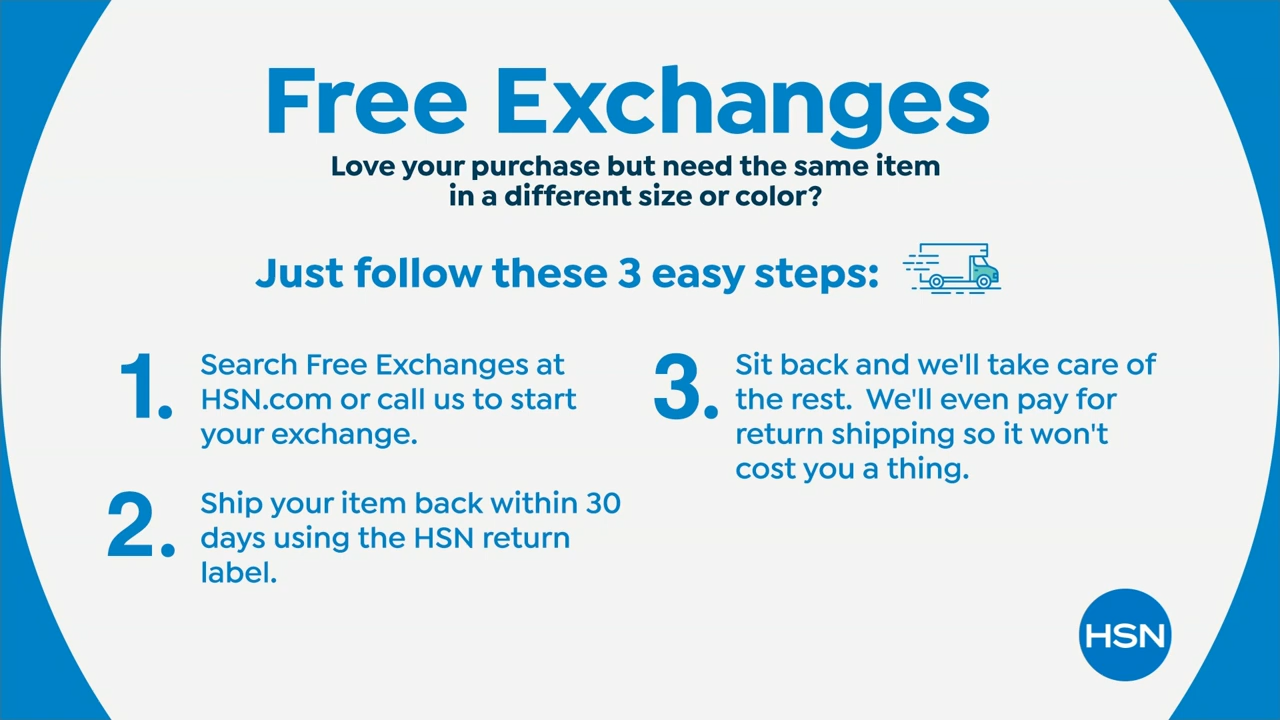 Free Exchanges
Love your purchase but need the same item
in a different size or color?
Just follow these 3 easy steps:
1. Search Free Exchanges at
HSN.com or call us to start
your exchange.
2. Ship your item back within 30
days using the HSN return
label.
3. Sit back and we'll take care of
the rest.  We'll even pay for
return shipping so it won't
cost you a thing.
HSN